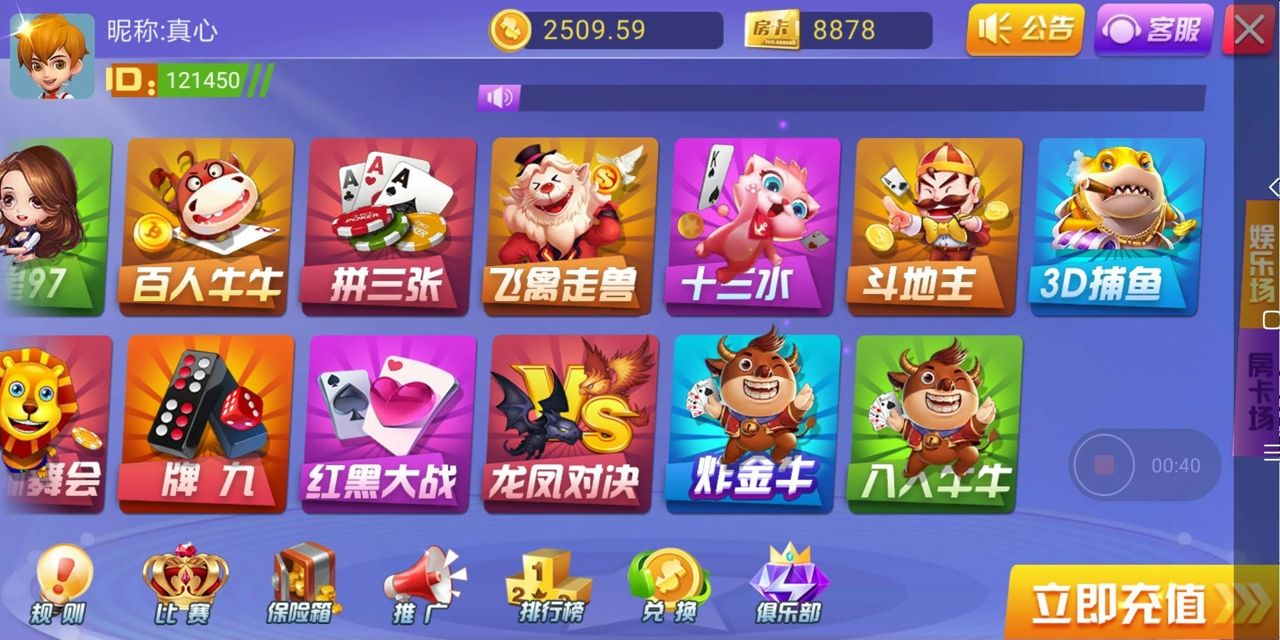 昵称:真心
2509.59
房卡
8878
公告
客服
ID:
121450
97
百人牛牛
拼三张
飞禽走兽
十三水
斗地主
3D捕鱼
娱乐场
舞会
牌九
红黑大战
VS
龙凤对决
炸金牛
八人牛牛
房卡场
00:40
规则
比赛
保险箱
推广
排行榜
兑换
俱乐部
立即充值